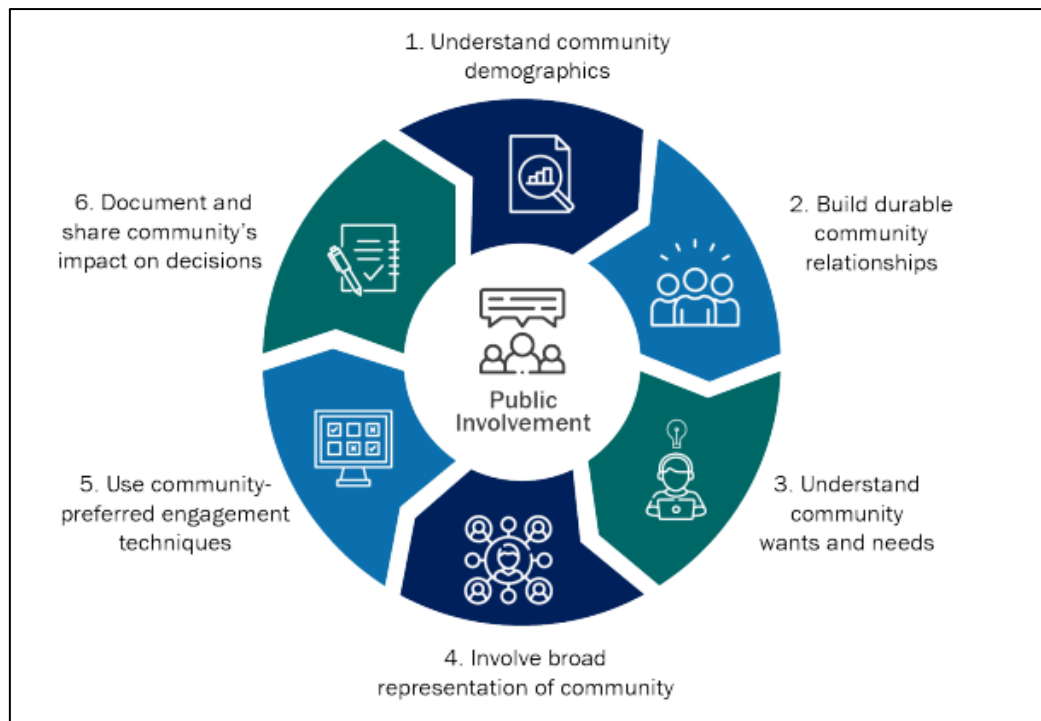 1. Understand community
demographics
2. Build durable
community
relationships
3. Understand
community
wants and needs
4. Involve broad
representation of community
5. Use community-
preferred engagement
techniques
6. Document and
share community's
impact on decisions
Public
Involvement